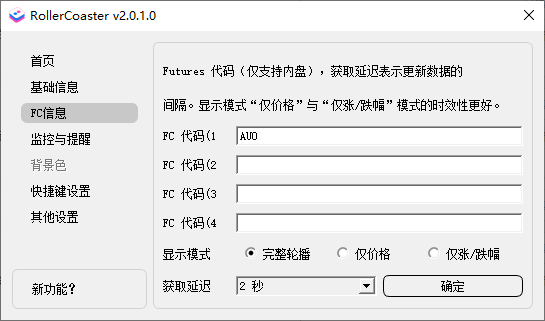 RollerCoaster v2.0.1.0
首页
基础信息
FC信息
监控与提醒
背景色
快捷键设置
其他设置
新功能?
Futures 代码（仅支持内盘），获取延迟表示更新数据的
间隔。显示模式“仅价格”与“仅涨/跌幅”模式的时效性更好。
FC 代码(1
AU0
FC 代码(2
FC 代码(3
FC 代码(4
显示模式 完整轮播 仅价格 仅涨/跌幅
获取延迟 2 秒 确定